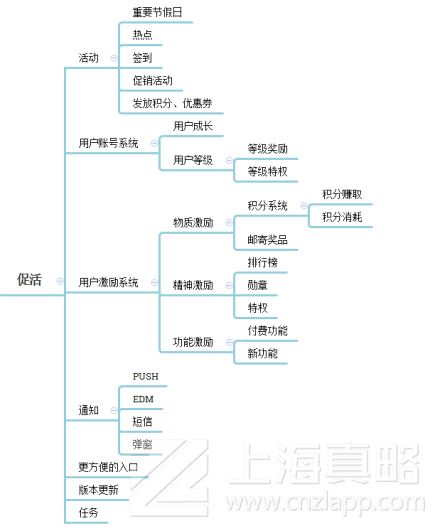 重要节假日
热点
活动
签到
促销活动
发放积分、优惠券
用户成长
用户账号系统
等级奖励
用户等级
等级特权
积分赚取
积分系统
积分消耗
物质激励
邮寄奖品
排行榜
促活
用户激励系统
精神激励
勋章
特权
付费功能
功能激励
新功能
PUSH
EDM
通知
短信
弹窗
更方便的入口
版本更新
任务
上海真略
www.cnzlapp.com